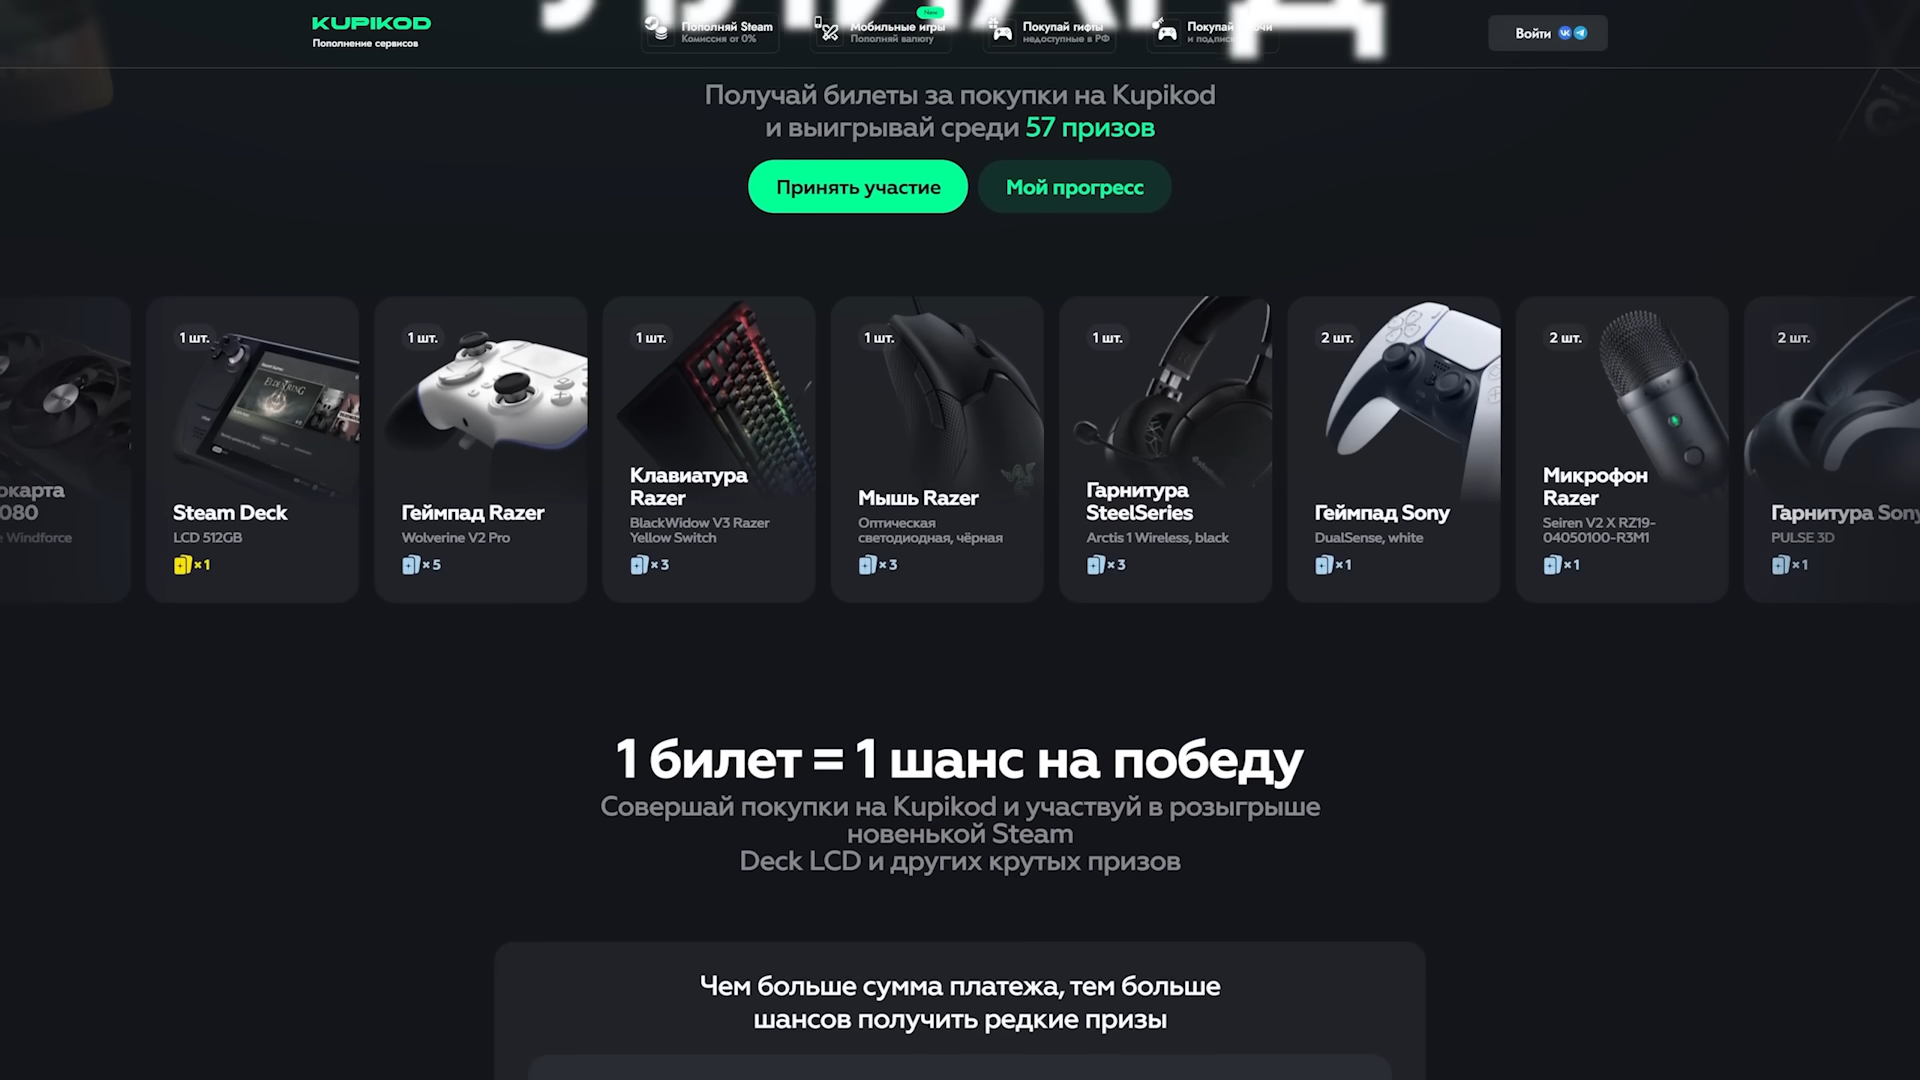 KUPIKOD
Пополнение сервисов
Пополняй Steam
Комиссия от 0%
New
Мобильные игры
Пополняй валюту
Покупай гифты
недоступные в РФ
Покупай
Войти
Получай билеты за покупки на Kupikod
и выигрывай среди 57 призов
Принять участие
Мой прогресс
Windforce
1 шт.
Steam Deck
LCD 512GB
×1
1 шт.
Геймпад Razer
Wolverine V2 Pro
×5
1 шт.
Клавиатура
Razer
BlackWidow V3 Razer
Yellow Switch
×3
1 шт.
Мышь Razer
Оптическая
светодиодная, чёрная
×3
1 шт.
Гарнитура
SteelSeries
Arctis 1 Wireless, black
×3
2 шт.
Геймпад Sony
DualSense, white
×1
2 шт.
Микрофон
Razer
Seiren V2 X RZ19-
04050100-R3M1
×1
2 шт.
Гарнитура Sony
PULSE 3D
×1
1 билет = 1 шанс на победу
Совершай покупки на Kupikod и участвуй в розыгрыше
новенькой Steam
Deck LCD и других крутых призов
Чем больше сумма платежа, тем больше
шансов получить редкие призы